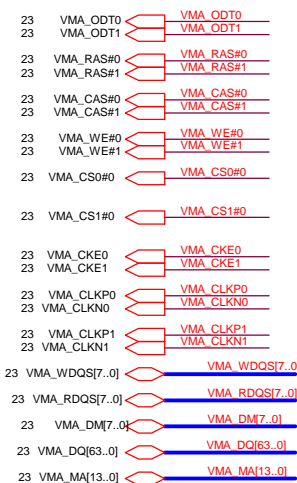 23 VMA_ODT0 VMA_ODT0
23 VMA_ODT1 VMA_ODT1
23 VMA_RAS#0 VMA_RAS#0
23 VMA_RAS#1 VMA_RAS#1
23 VMA_CAS#0 VMA_CAS#0
23 VMA_CAS#1 VMA_CAS#1
23 VMA_WE#0 VMA_WE#0
23 VMA_WE#1 VMA_WE#1
23 VMA_CS0#0 VMA_CS0#0
23 VMA_CS1#0 VMA_CS1#0
23 VMA_CKE0 VMA_CKE0
23 VMA_CKE1 VMA_CKE1
23 VMA_CLKP0 VMA_CLKP0
23 VMA_CLKN0 VMA_CLKN0
23 VMA_CLKP1 VMA_CLKP1
23 VMA_CLKN1 VMA_CLKN1
23 VMA_WDQS[7..0] VMA_WDQS[7..0]
23 VMA_RDQS[7..0] VMA_RDQS[7..0]
23 VMA_DM[7..0] VMA_DM[7..0]
23 VMA_DQ[63..0] VMA_DQ[63..0]
23 VMA_MA[13..0] VMA_MA[13..0]